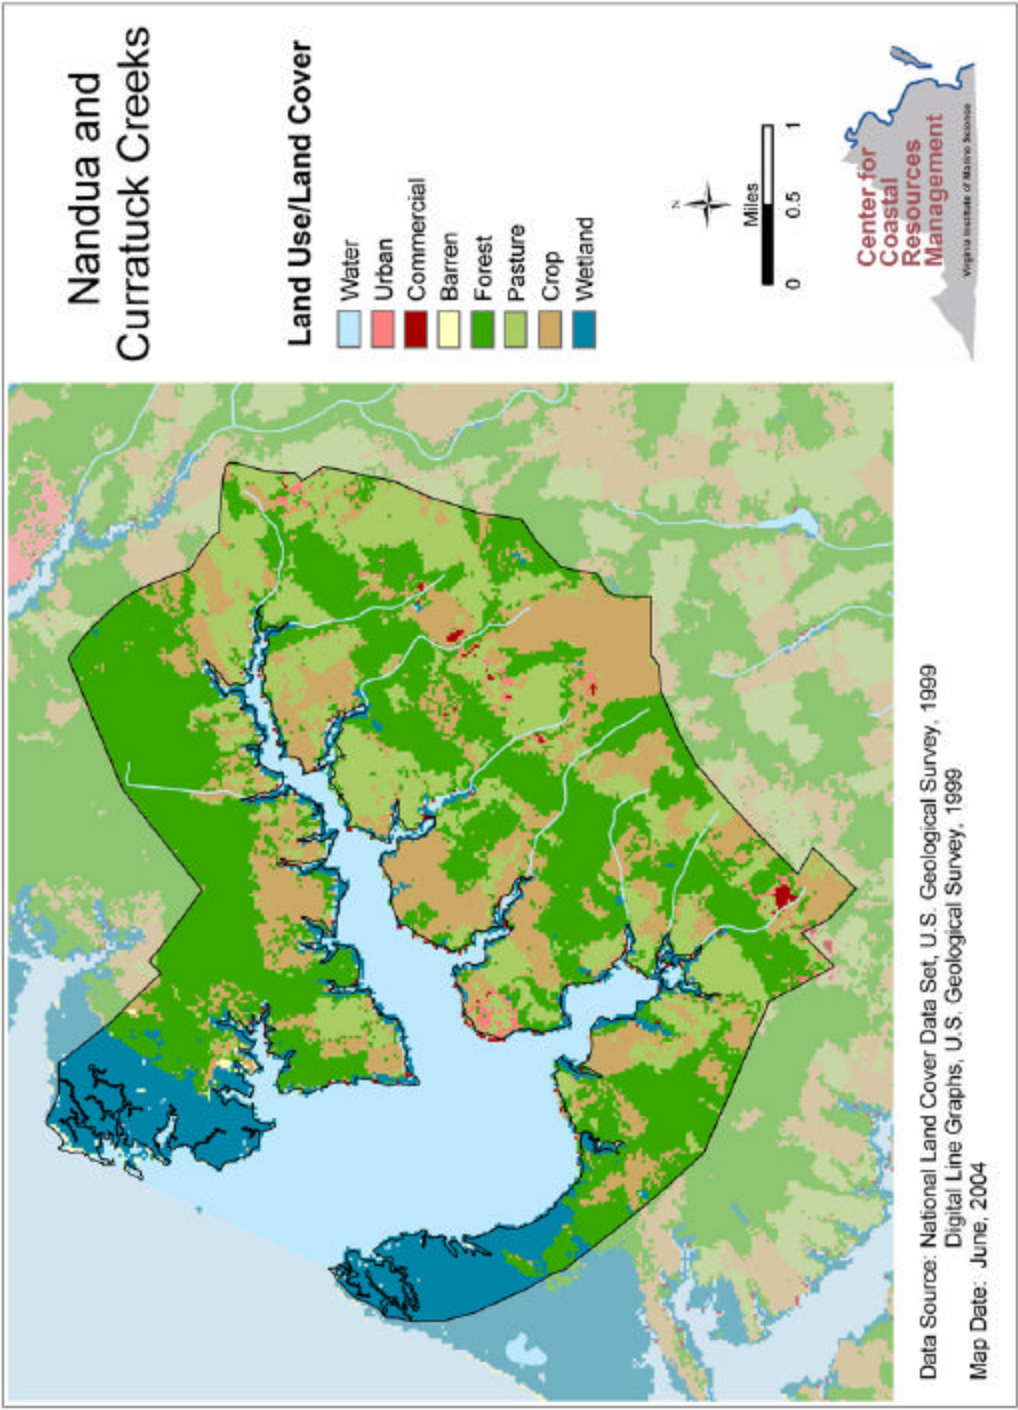 Nandua and
Curratuck Creeks
Land Use/Land Cover
Water
Urban
Commercial
Barren
Forest
Pasture
Crop
Wetland
N
Miles
0 0.5 1
Center for
Coastal
Resources
Management
Virginia Institute of Marine Science
Data Source: National Land Cover Data Set, U.S. Geological Survey, 1999
Digital Line Graphs, U.S. Geological Survey, 1999
Map Date: June, 2004